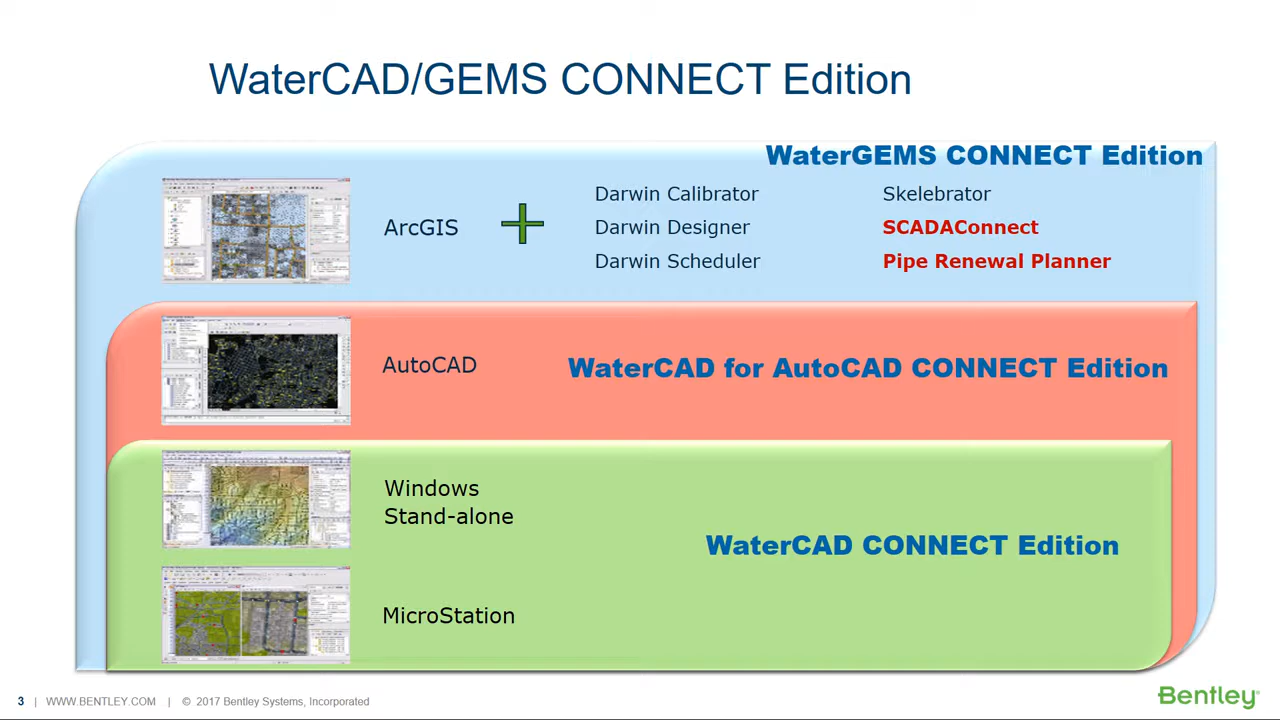 WaterCAD/GEMS CONNECT Edition
WaterGEMS CONNECT Edition
ArcGIS
Darwin Calibrator
Darwin Designer
Darwin Scheduler
Skelebrator
SCADAConnect
Pipe Renewal Planner
AutoCAD
WaterCAD for AutoCAD CONNECT Edition
Windows
Stand-alone
WaterCAD CONNECT Edition
MicroStation
3 | WWW.BENTLEY.COM | © 2017 Bentley Systems, Incorporated
Bentley